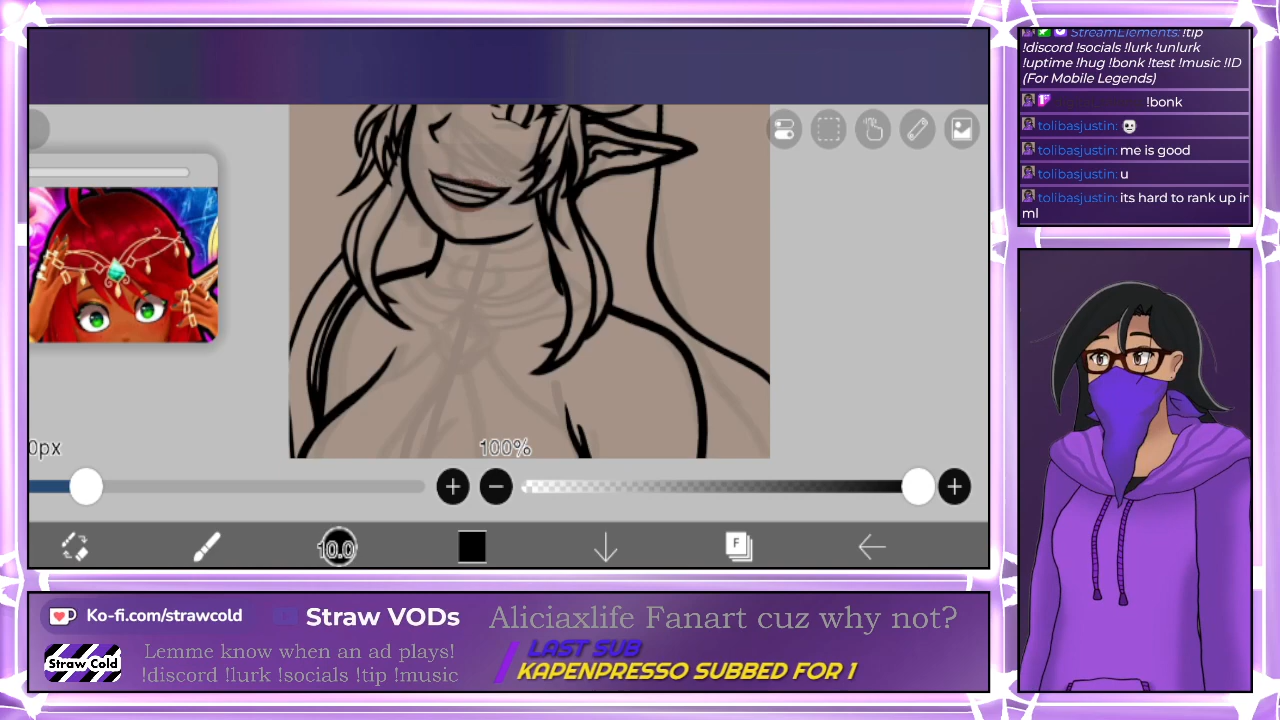 StreamElements: !tip
!discord !socials !lurk !unlurk
!uptime !hug !bonk !test !music !ID
(For Mobile Legends)
!bonk
tolibasjustin:
tolibasjustin: me is good
tolibasjustin: u
tolibasjustin: its hard to rank up in
ml
0px
100%
10.0
F
Ko-fi.com/strawcold
Straw VODs
Aliciaxlife Fanart cuz why not?
Straw Cold
Lemme know when an ad plays!
!discord !lurk !socials !tip !music
LAST SUB
KAPENPRESSO SUBBED FOR 1